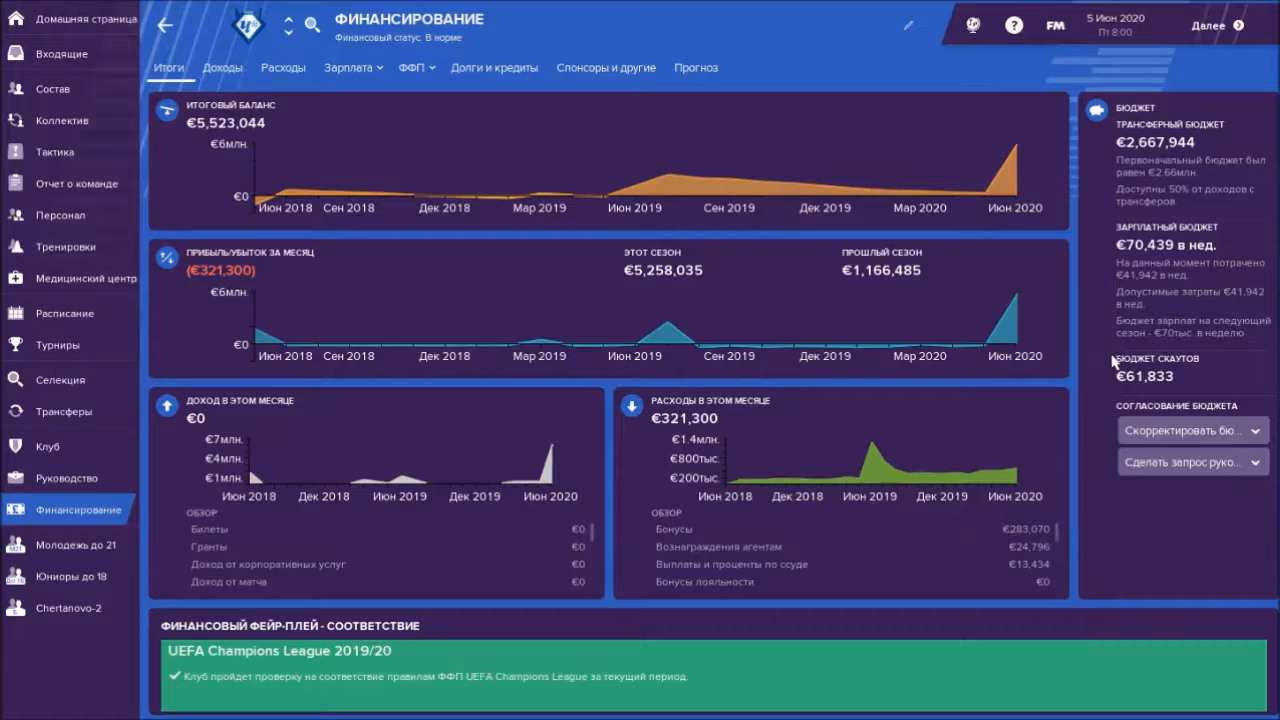 Домашняя страница
Входящие
Состав
Коллектив
Тактика
Отчет о команде
Персонал
Тренировки
Медицинский центр
Расписание
Турниры
Селекция
Трансферы
Клуб
Руководство
Финансирование
Молодежь до 21
Юниоры до 18
Chertanovo-2
ФИНАНСИРОВАНИЕ
Финансовый статус: В норме
FM
5 Июн 2020
Пт 8:00
Далее
Итоги Доходы Расходы Зарплата ФФП Долги и кредиты Спонсоры и другие Прогноз
ИТОГОВЫЙ БАЛАНС
€5,523,044
€6млн.
€0
Июн 2018 Сен 2018 Дек 2018 Мар 2019 Июн 2019 Сен 2019 Дек 2019 Мар 2020 Июн 2020
ПРИБЫЛЬ/УБЫТОК ЗА МЕСЯЦ ЭТОТ СЕЗОН ПРОШЛЫЙ СЕЗОН
(€321,300) €5,258,035 €1,166,485
€6млн.
€0
Июн 2018 Сен 2018 Дек 2018 Мар 2019 Июн 2019 Сен 2019 Дек 2019 Мар 2020 Июн 2020
ДОХОД В ЭТОМ МЕСЯЦЕ
€0
€7млн.
€4млн.
€1млн.
Июн 2018 Дек 2018 Июн 2019 Дек 2019 Июн 2020
ОБЗОР
Билеты €0
Гранты €0
Доход от корпоративных услуг €0
Доход от матча €0
РАСХОДЫ В ЭТОМ МЕСЯЦЕ
€321,300
€1.4млн.
€800тыс.
€200тыс.
Июн 2018 Дек 2018 Июн 2019 Дек 2019 Июн 2020
ОБЗОР
Бонусы €283,070
Вознаграждения агентам €24,796
Выплаты и проценты по ссуде €13,434
Бонусы лояльности €0
БЮДЖЕТ
ТРАНСФЕРНЫЙ БЮДЖЕТ
€2,667,944
Первоначальный бюджет был
равен €2.66млн.
Доступны 50% от доходов с
трансферов.
ЗАРПЛАТНЫЙ БЮДЖЕТ
€70,439 в нед.
На данный момент потрачено
€41,942 в нед.
Допустимые затраты €41,942
в нед.
Бюджет зарплат на следующий
сезон - €70тыс. в неделю
БЮДЖЕТ СКАУТОВ
€61,833
СОГЛАСОВАНИЕ БЮДЖЕТА
Скорректировать бю...
Сделать запрос руко...
ФИНАНСОВЫЙ ФЕЙР-ПЛЕЙ - СООТВЕТСТВИЕ
UEFA Champions League 2019/20
Клуб пройдет проверку на соответствие правилам ФФП UEFA Champions League за текущий период.